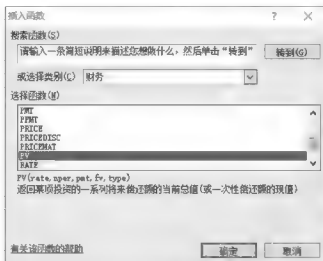 插入函数 ? ×
搜索函数(S)
请输入一条简短说明来描述您想做什么，然后单击“转到” 转到(G)
或选择类别(C) 财务
选择函数(N)
PMT
PPMT
PRICE
PRICEDISC
PRICEMAT
PV
RATE
PV(rate, nper, pmt, fv, type)
返回某项投资的一系列将来偿还额的当前总值(或一次性偿还额的现值)
有关该函数的帮助 确定 取消